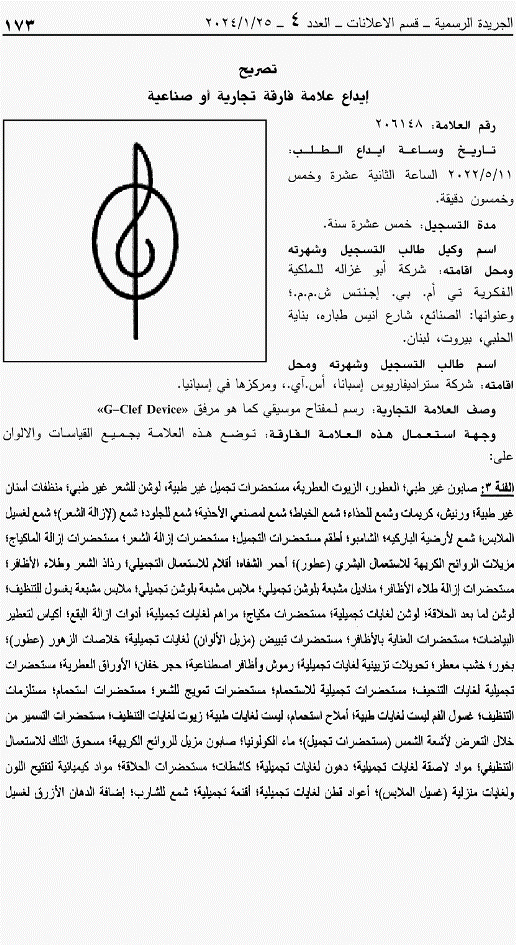 الجريدة الرسمية – قسم الاعلانات – العدد ٤ – ٢٠٢٤/١/٢٥
١٧٣
تصريح
إيداع علامة فارقة تجارية أو صناعية
رقم العلامة: ٢٠٦١٤٨
تاريخ وساعة ايداع الطلب:
٢٠٢٢/٥/١١ الساعة الثانية عشرة وخمس
وخمسون دقيقة.
مدة التسجيل: خمس عشرة سنة.
اسم وكيل طالب التسجيل وشهرته
ومحل اقامته: شركة أبو غزاله للملكية
الفكرية تي أم. بي. إجنتس ش.م.م.؛
وعنوانها: الصنائع، شارع انيس طباره، بناية
الحلبي، بيروت، لبنان.
اسم طالب التسجيل وشهرته ومحل
اقامته: شركة ستراديفاريوس إسبانا، أس.آي.، ومركزها في إسبانيا.
وصف العلامة التجارية: رسم لمفتاح موسيقي كما هو مرفق «G–Clef Device»
وجهة استعمال هذه العلامة الفارقة: توضع هذه العلامة بجميع القياسات والالوان
على:
الفئة ٣: صابون غير طبي؛ العطور، الزيوت العطرية، مستحضرات تجميل غير طبية، لوشن للشعر غير طبي؛ منظفات أسنان
غير طبية؛ ورنيش، كريمات وشمع للحذاء؛ شمع الخياط؛ شمع لمصنعي الأحذية؛ شمع للجلود؛ شمع (لإزالة الشعر)؛ شمع لغسيل
الملابس؛ شمع لأرضية الباركيه؛ الشامبو؛ أطقم مستحضرات التجميل؛ مستحضرات إزالة الشعر؛ مستحضرات إزالة الماكياج؛
مزيلات الروائح الكريهة للاستعمال البشري (عطور)؛ أحمر الشفاه؛ أقلام للاستعمال التجميلي؛ رذاذ الشعر وطلاء الأظافر؛
مستحضرات إزالة طلاء الأظافر؛ مناديل مشبعة بلوشن تجميلي؛ ملابس مشبعة بلوشن تجميلي؛ ملابس مشبعة بغسول للتنظيف؛
لوشن لما بعد الحلاقة؛ لوشن لغايات تجميلية؛ مستحضرات مكياج؛ مراهم لغايات تجميلية؛ أدوات ازالة البقع؛ أكياس لتعطير
البياضات؛ مستحضرات العناية بالأظافر؛ مستحضرات تبييض (مزيل الألوان) لغايات تجميلية؛ خلاصات الزهور (عطور)؛
بخور؛ خشب معطر؛ تحويلات تزيينية لغايات تجميلية؛ رموش وأظافر اصطناعية؛ حجر خفان؛ الأوراق العطرية؛ مستحضرات
تجميلية لغايات التنحيف؛ مستحضرات تجميلية للاستحمام؛ مستحضرات تمويج للشعر؛ مستحضرات استحمام؛ مستلزمات
التنظيف؛ غسول الفم ليست لغايات طبية؛ أملاح استحمام، ليست لغايات طبية؛ زيوت لغايات التنظيف؛ مستحضرات التسمير من
خلال التعرض لأشعة الشمس (مستحضرات تجميل)؛ ماء الكولونيا؛ صابون مزيل للروائح الكريهة؛ مسحوق التلك للاستعمال
التنظيفي؛ مواد لاصقة لغايات تجميلية؛ دهون لغايات تجميلية؛ كاشطات؛ مستحضرات الحلاقة؛ مواد كيميائية لتفتيح اللون
ولغايات منزلية (غسيل الملابس)؛ أعواد قطن لغايات تجميلية؛ أقنعة تجميلية؛ شمع للشارب؛ إضافة الدهان الأزرق لغسيل